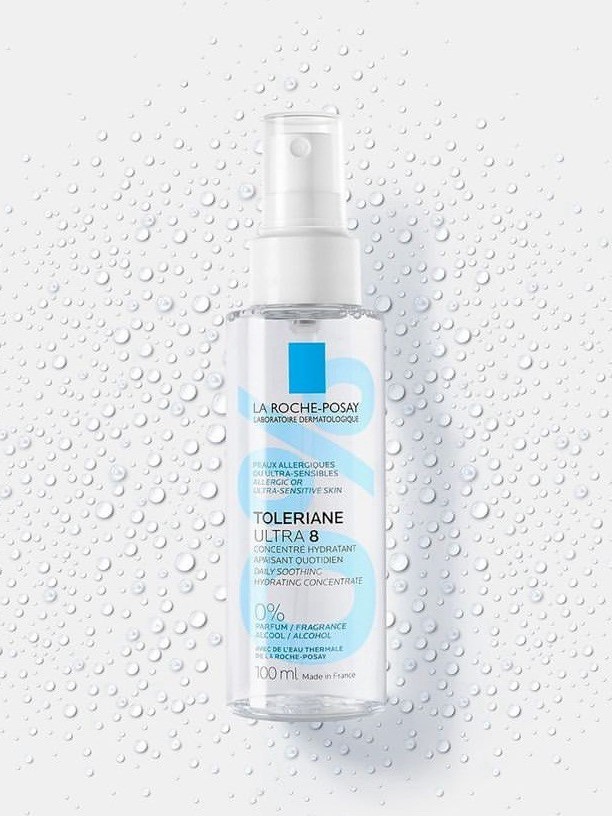 LA ROCHE-POSAY
LABORATOIRE DERMATOLOGIQUE
0%
PEAUX ALLERGIQUES
OU ULTRA-SENSIBLES
ALLERGIC OR
ULTRA-SENSITIVE SKIN
TOLERIANE
ULTRA 8
CONCENTRÉ HYDRATANT
APAISANT QUOTIDIEN
DAILY SOOTHING
HYDRATING CONCENTRATE
0%
PARFUM / FRAGRANCE
ALCOOL / ALCOHOL
AVEC DE L'EAU THERMALE
DE LA ROCHE-POSAY
100 ml Made in France